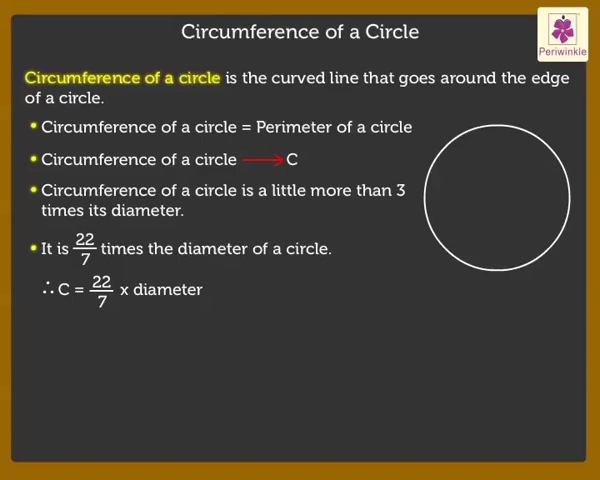 Circumference of a Circle
Periwinkle
Circumference of a circle is the curved line that goes around the edge
of a circle.
• Circumference of a circle = Perimeter of a circle
• Circumference of a circle ⟶ C
• Circumference of a circle is a little more than 3
times its diameter.
• It is 22/7 times the diameter of a circle.
∴ C = 22/7 x diameter